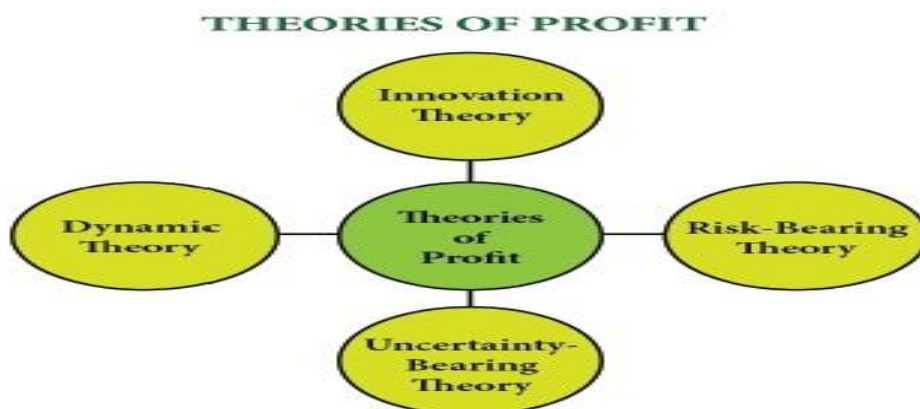 THEORIES OF PROFIT
Innovation
Theory
Dynamic
Theory
Theories
of
Profit
Risk-Bearing
Theory
Uncertainty-
Bearing
Theory